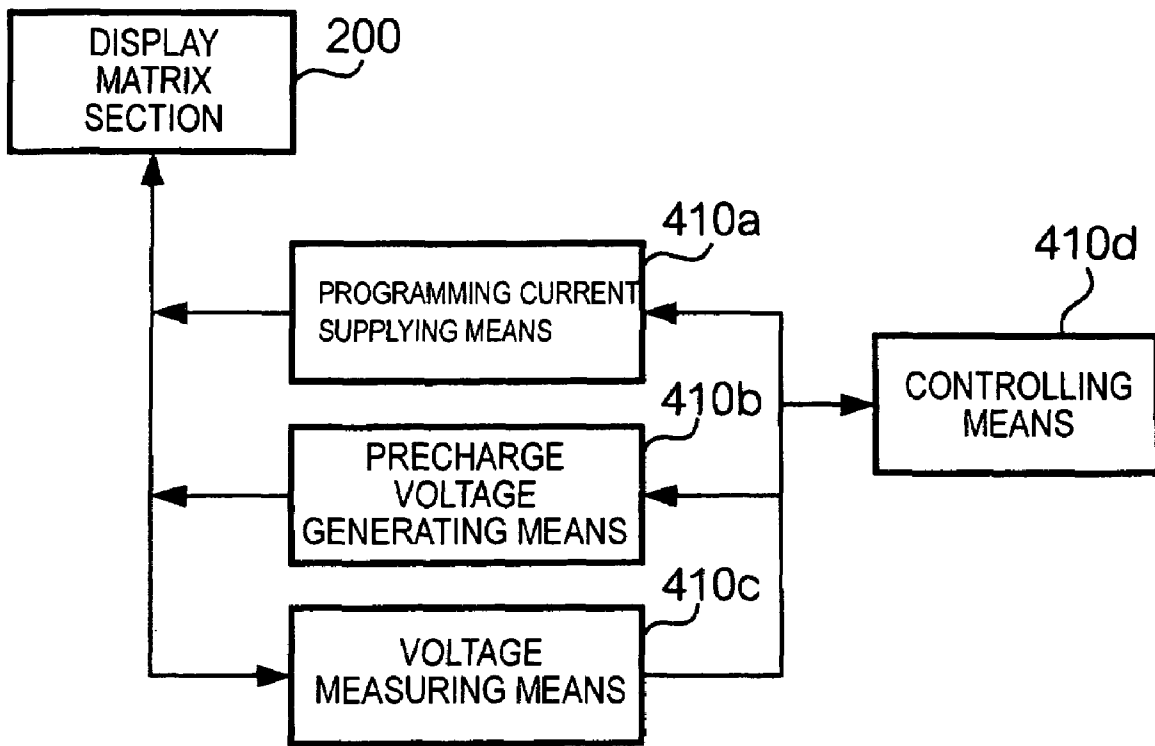 DISPLAY
MATRIX
SECTION
200
410a
PROGRAMMING CURRENT
SUPPLYING MEANS
410d
CONTROLLING
MEANS
410b
PRECHARGE
VOLTAGE
GENERATING MEANS
410c
VOLTAGE
MEASURING MEANS